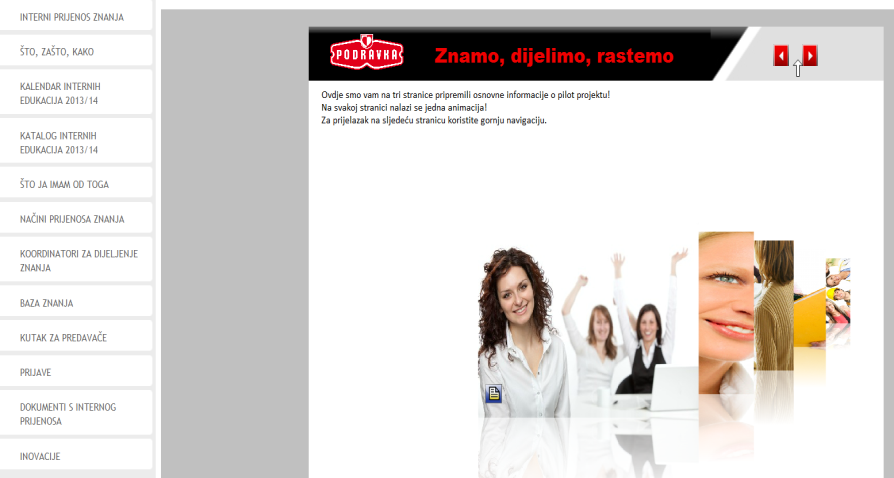 INTERNI PRIJENOS ZNANJA
ŠTO, ZAŠTO, KAKO
KALENDAR INTERNIH
EDUKACIJA 2013/14
KATALOG INTERNIH
EDUKACIJA 2013/14
ŠTO JA IMAM OD TOGA
NAČINI PRIJENOSA ZNANJA
KOORDINATORI ZA DIJELJENJE
ZNANJA
BAZA ZNANJA
KUTAK ZA PREDAVAČE
PRIJAVE
DOKUMENTI S INTERNOG
PRIJENOSA
INOVACIJE
PODRAVKA
Znamo, dijelimo, rastemo
Ovdje smo vam na tri stranice pripremili osnovne informacije o pilot projektu!
Na svakoj stranici nalazi se jedna animacija!
Za prijelazak na sljedeću stranicu koristite gornju navigaciju.